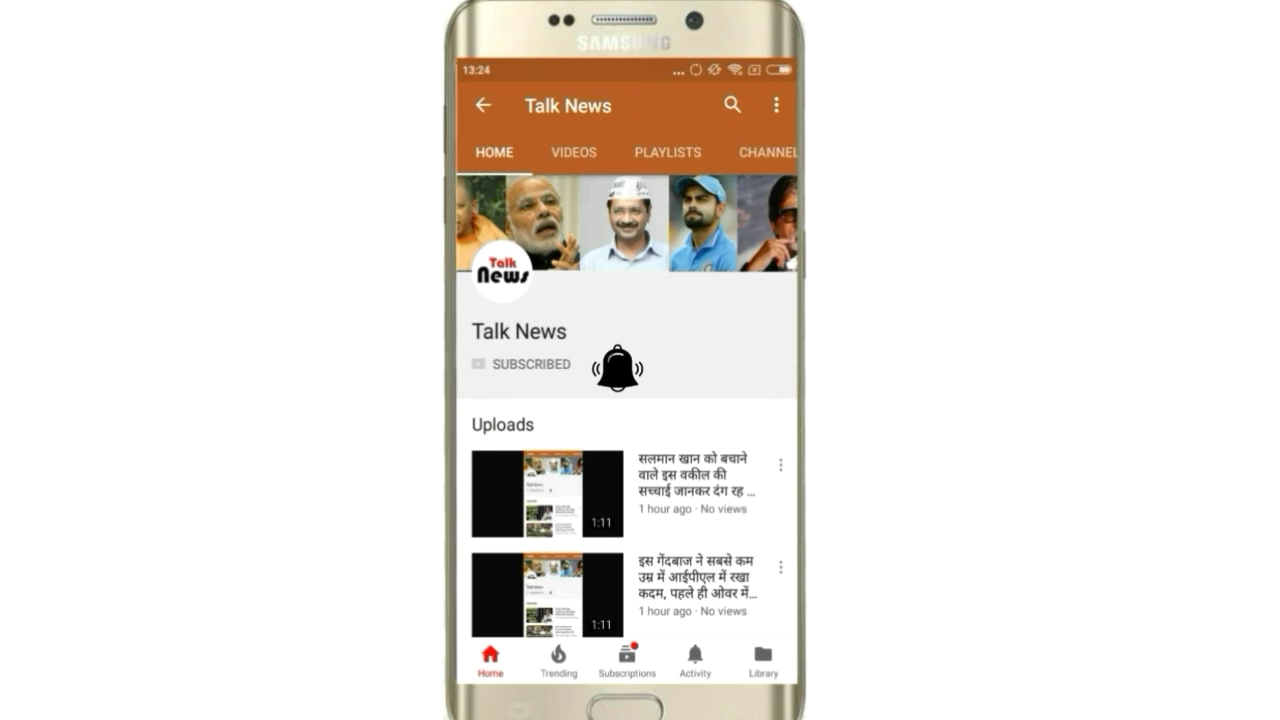 SAMSUNG
13:24
Talk News
HOME VIDEOS PLAYLISTS CHANNEL
Talk
News
Talk News
SUBSCRIBED
Uploads
सलमान खान को बचाने
वाले इस वकील की
सच्चाई जानकर दंग रह ...
1 hour ago · No views
1:11
इस गेंदबाज ने सबसे कम
उम्र में आईपीएल में रखा
कदम, पहले ही ओवर में...
1 hour ago · No views
1:11
Home Trending Subscriptions Activity Library